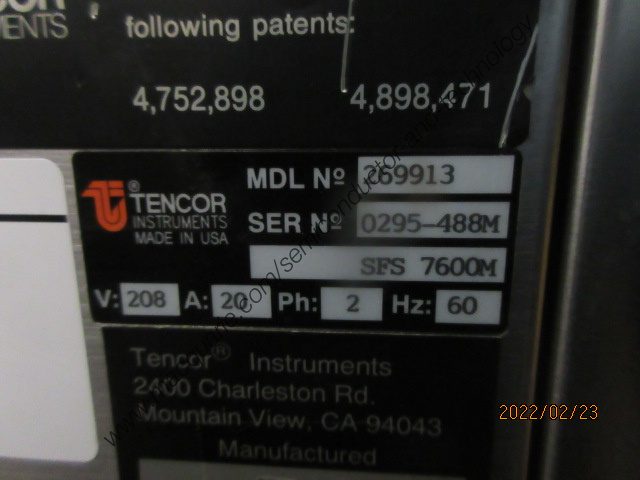 MENTS
following patents:
4,752,898 4,898,471
TENCOR®
INSTRUMENTS
MADE IN USA
MDL Nº 269913
SER Nº 0295-488M
SFS 7600M
V: 208 A: 20 Ph: 2 Hz: 60
Tencor® Instruments
2400 Charleston Rd.
Mountain View, CA 94043
Manufactured
2022/02/23